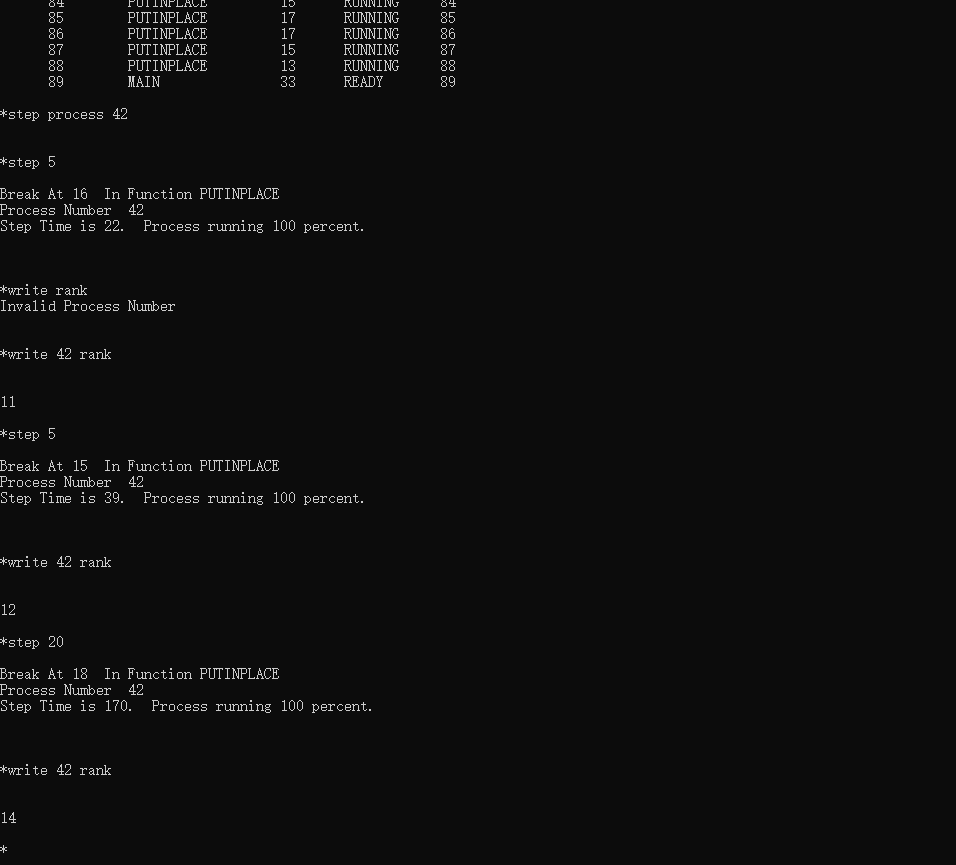 84 PUTINPLACE 15 RUNNING 84
85 PUTINPLACE 17 RUNNING 85
86 PUTINPLACE 17 RUNNING 86
87 PUTINPLACE 15 RUNNING 87
88 PUTINPLACE 13 RUNNING 88
89 MAIN 33 READY 89
*step process 42
*step 5
Break At 16  In Function PUTINPLACE
Process Number  42
Step Time is 22.  Process running 100 percent.
*write rank
Invalid Process Number
*write 42 rank
11
*step 5
Break At 15  In Function PUTINPLACE
Process Number  42
Step Time is 39.  Process running 100 percent.
*write 42 rank
12
*step 20
Break At 18  In Function PUTINPLACE
Process Number  42
Step Time is 170.  Process running 100 percent.
*write 42 rank
14
*